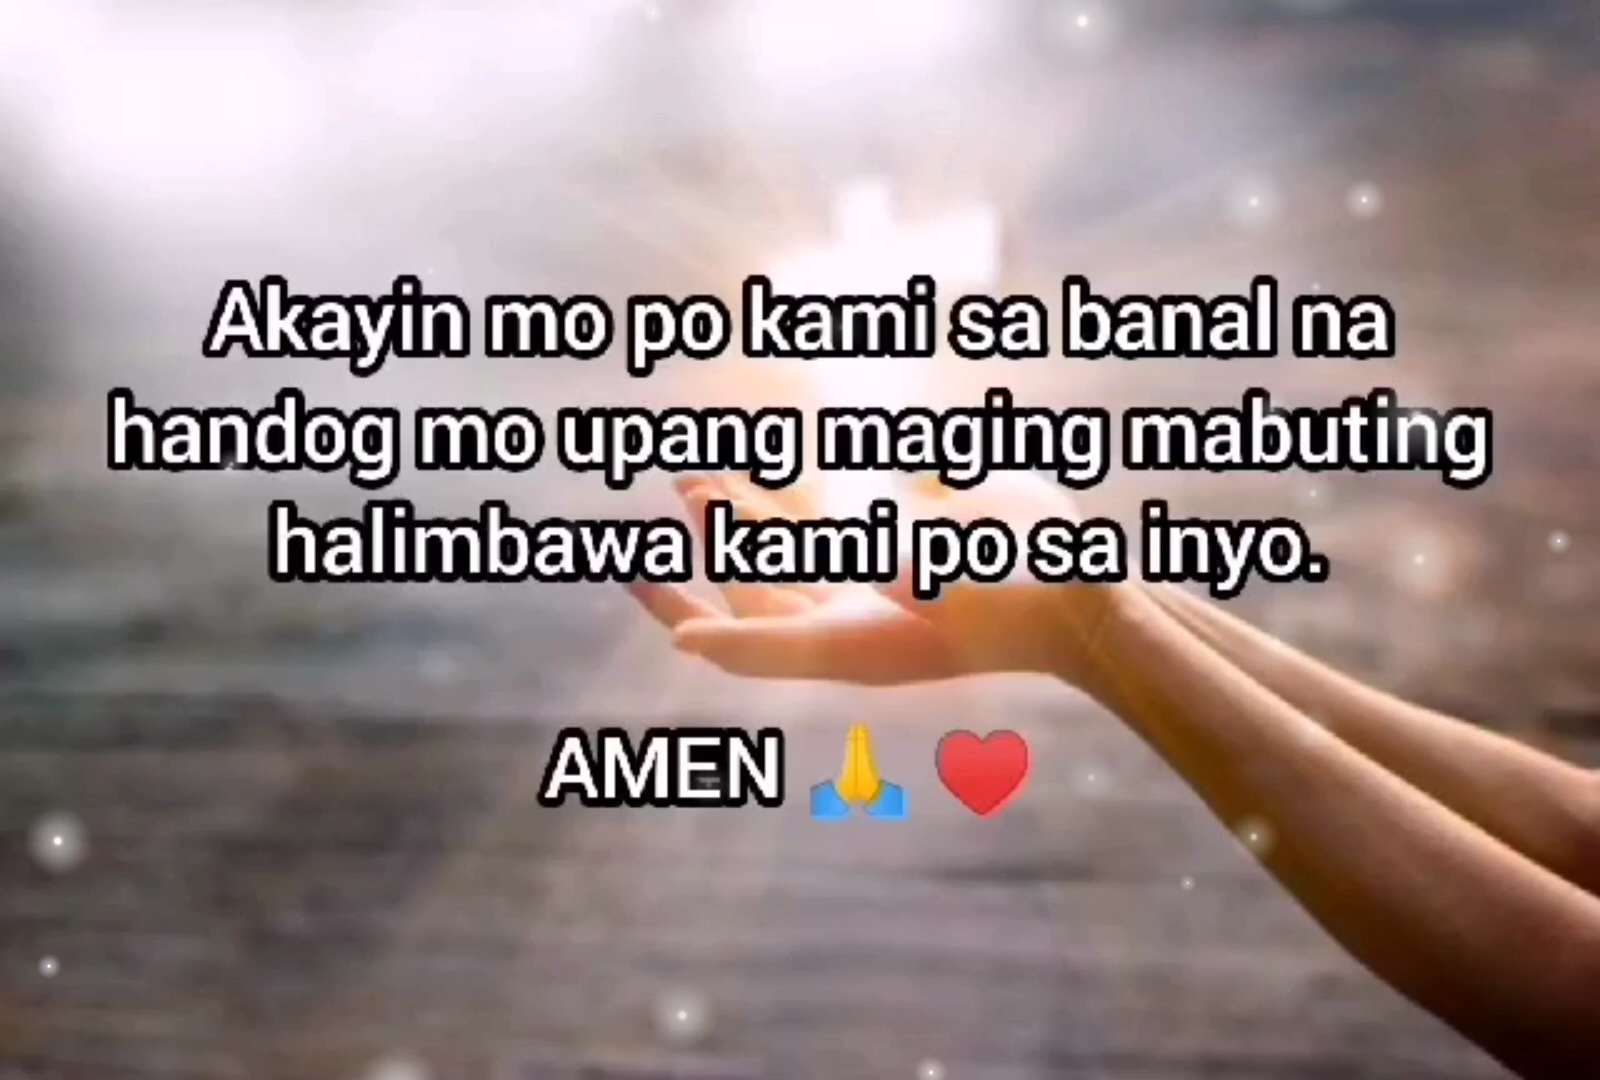 Akayin mo po kami sa banal na
handog mo upang maging mabuting
halimbawa kami po sa inyo.
AMEN 🙏 ♥️